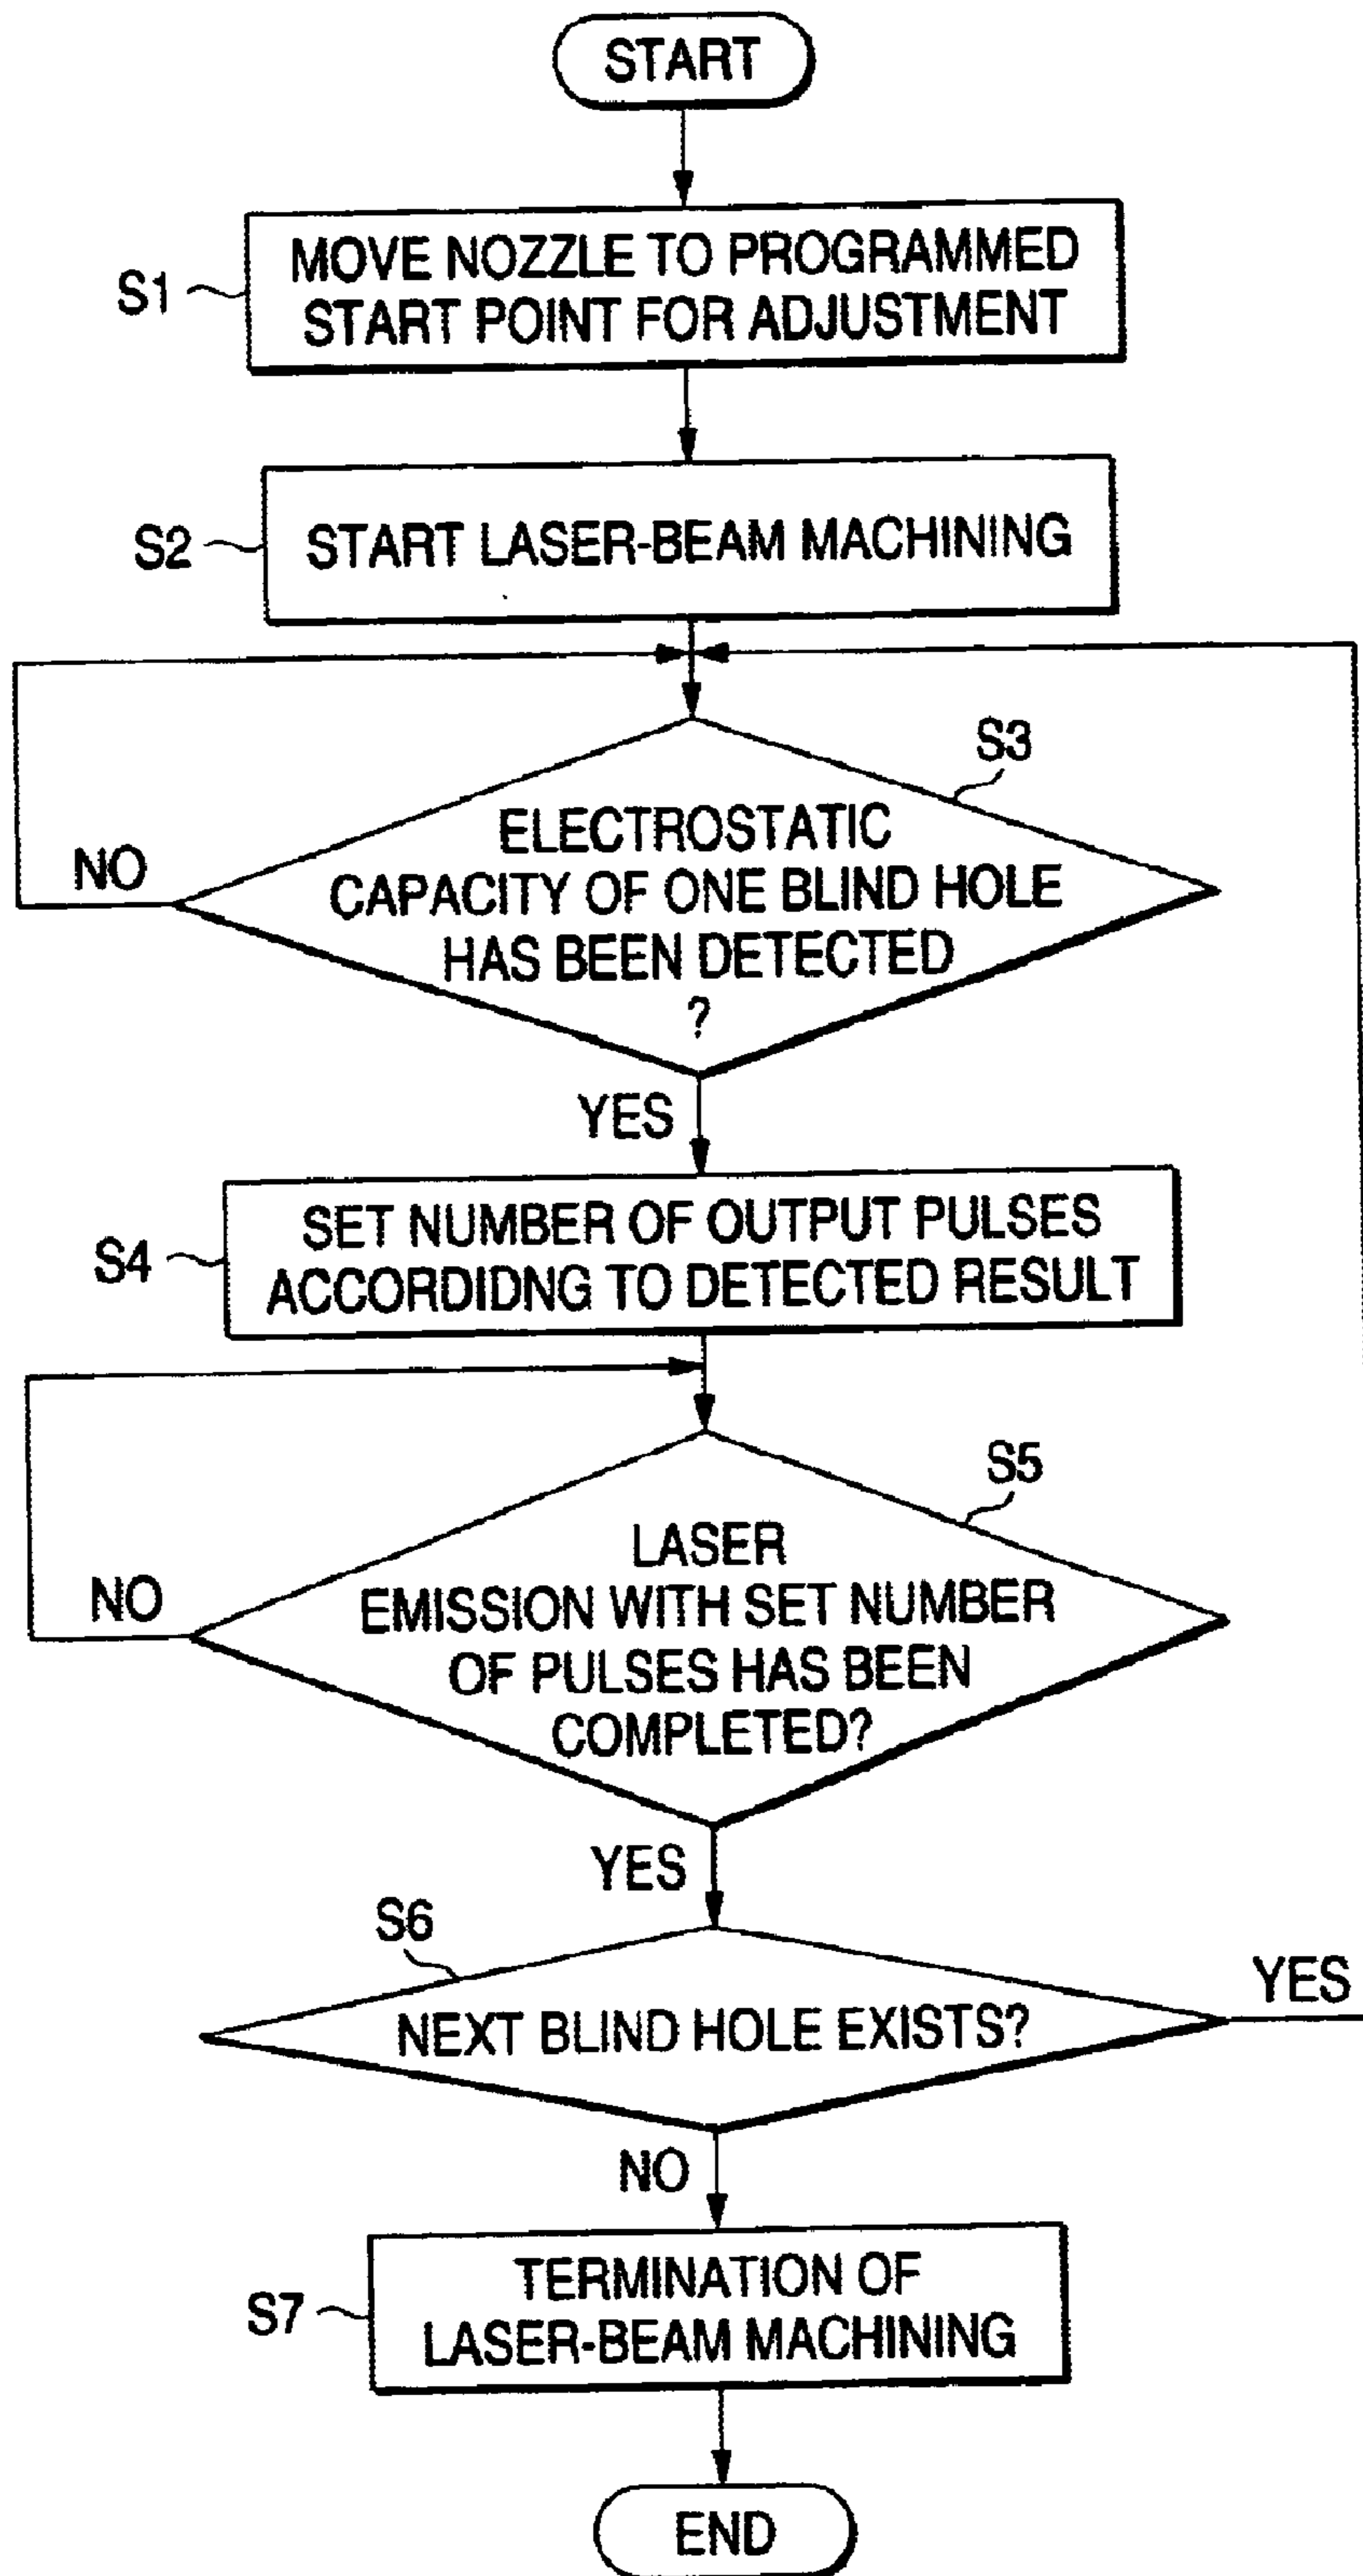 START
S1
MOVE NOZZLE TO PROGRAMMED
START POINT FOR ADJUSTMENT
S2
START LASER-BEAM MACHINING
S3
ELECTROSTATIC
CAPACITY OF ONE BLIND HOLE
HAS BEEN DETECTED
?
NO
YES
S4
SET NUMBER OF OUTPUT PULSES
ACCORDIDNG TO DETECTED RESULT
S5
LASER
EMISSION WITH SET NUMBER
OF PULSES HAS BEEN
COMPLETED?
NO
YES
S6
NEXT BLIND HOLE EXISTS?
YES
NO
S7
TERMINATION OF
LASER-BEAM MACHINING
END